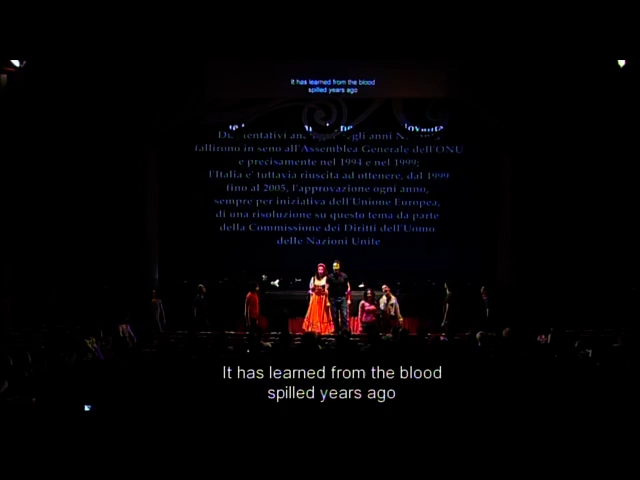 It has learned from the blood
spilled years ago
gli anni
fallirono in seno all'Assemblea Generale dell'ONU
e precisamente nel 1994 e nel 1999;
l'Italia e' tuttavia riuscita ad ottenere, dal 1999
fino al 2005, l'approvazione ogni anno,
sempre per iniziativa dell'Unione Europea,
di una risoluzione su questo tema da parte
della Commissione dei Diritti dell'Uomo
delle Nazioni Unite
It has learned from the blood
spilled years ago